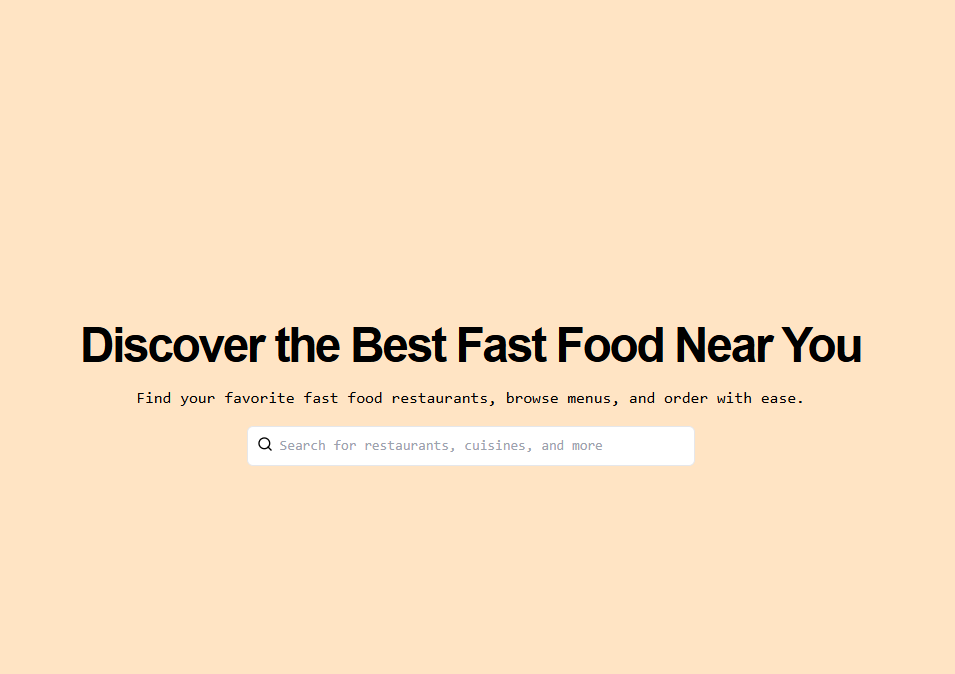 Discover the Best Fast Food Near You
Find your favorite fast food restaurants, browse menus, and order with ease.
Search for restaurants, cuisines, and more